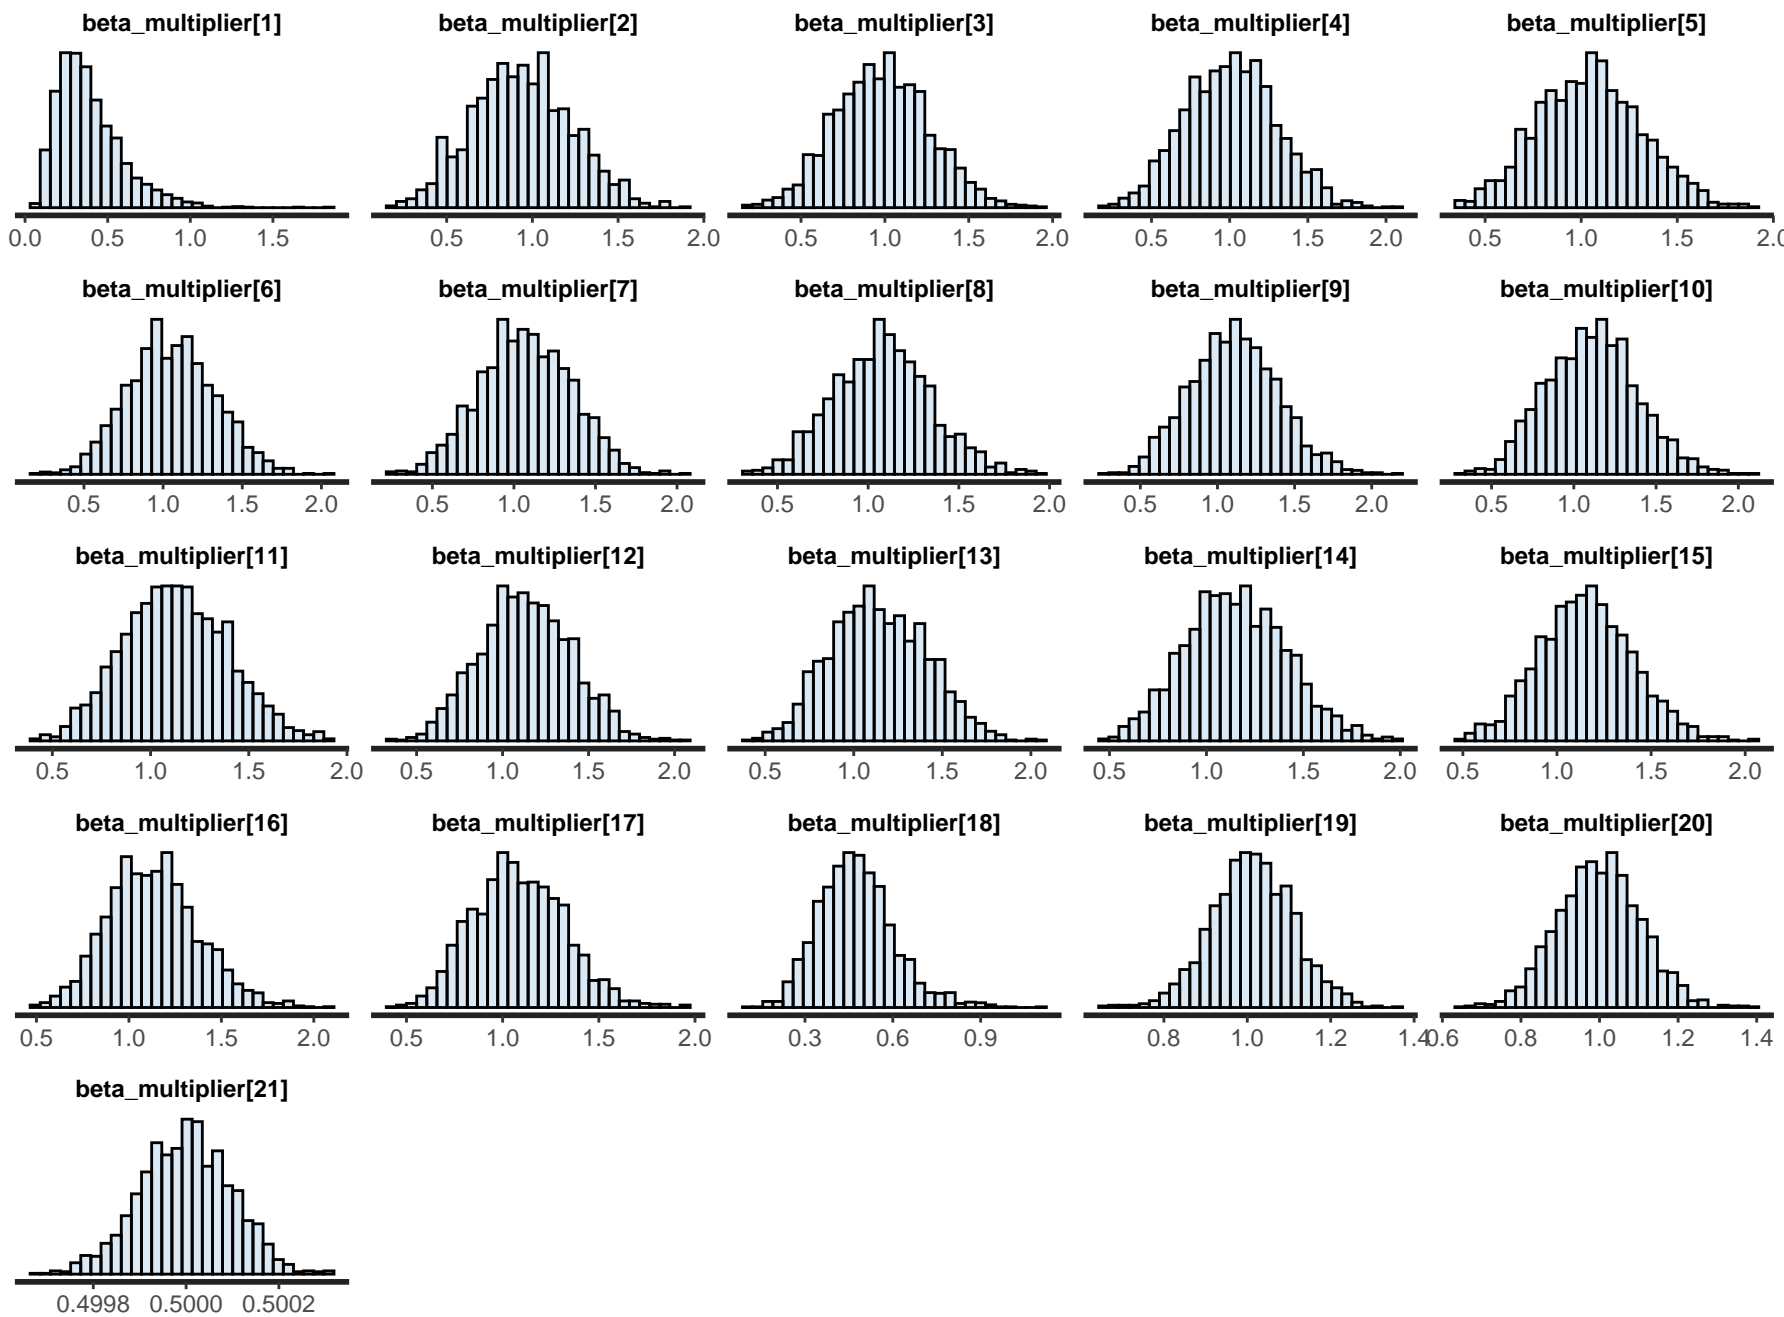 beta_multiplier[1] beta_multiplier[2] beta_multiplier[3] beta_multiplier[4] beta_multiplier[5]
0.0 0.5 1.0 1.5 0.5 1.0 1.5 2.0 0.5 1.0 1.5 2.0 0.5 1.0 1.5 2.0 0.5 1.0 1.5 2.0
beta_multiplier[6] beta_multiplier[7] beta_multiplier[8] beta_multiplier[9] beta_multiplier[10]
0.5 1.0 1.5 2.0 0.5 1.0 1.5 2.0 0.5 1.0 1.5 2.0 0.5 1.0 1.5 2.0 0.5 1.0 1.5 2.0
beta_multiplier[11] beta_multiplier[12] beta_multiplier[13] beta_multiplier[14] beta_multiplier[15]
0.5 1.0 1.5 2.0 0.5 1.0 1.5 2.0 0.5 1.0 1.5 2.0 0.5 1.0 1.5 2.0 0.5 1.0 1.5 2.0
beta_multiplier[16] beta_multiplier[17] beta_multiplier[18] beta_multiplier[19] beta_multiplier[20]
0.5 1.0 1.5 2.0 0.5 1.0 1.5 2.0 0.3 0.6 0.9 0.8 1.0 1.2 1.4 0.6 0.8 1.0 1.2 1.4
beta_multiplier[21]
0.4998 0.5000 0.5002